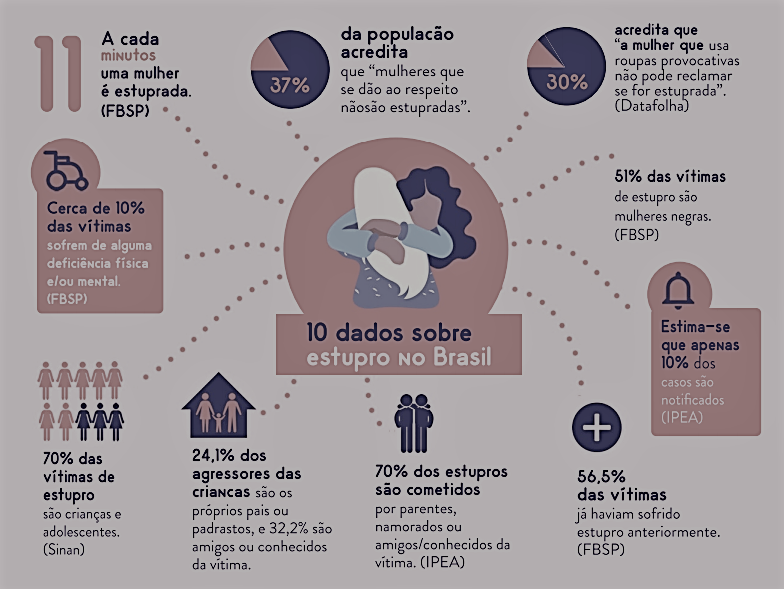 11
A cada
minutos
uma mulher
é estuprada.
(FBSP)
37%
da populacão
acredita
que “mulheres que
se dão ao respeito
nãosão estupradas”.
30%
acredita que
“a mulher que usa
roupas provocativas
não pode reclamar
se for estuprada”.
(Datafolha)
Cerca de 10%
das vítimas
sofrem de alguma
deficiência física
e/ou mental.
(FBSP)
51% das vítimas
de estupro são
mulheres negras.
(FBSP)
10 dados sobre
estupro no Brasil
Estima-se
que apenas
10% dos
casos são
notificados
(IPEA)
70% das
vítimas de
estupro
são crianças e
adolescentes.
(Sinan)
24,1% dos
agressores das
criancas são os
próprios pais ou
padrastos, e 32,2% são
amigos ou conhecidos
da vítima.
70% dos estupros
são cometidos
por parentes,
namorados ou
amigos/conhecidos da
vítima. (IPEA)
56,5%
das vítimas
já haviam sofrido
estupro anteriormente.
(FBSP)